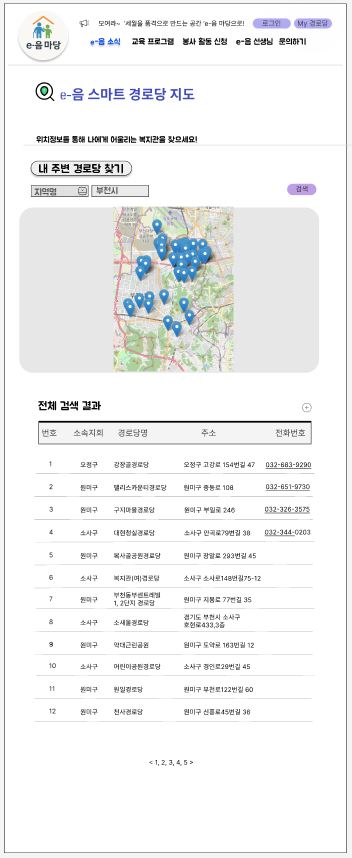 e-음 마당
모여라~ '세월을 품격으로 만드는 공간 'e-음 마당으로!
로그인
My 경로당
e-음 소식
교육 프로그램
봉사 활동 신청
e-음 선생님
문의하기
e-음 스마트 경로당 지도
위치정보를 통해 나에게 어울리는 복지관을 찾으세요!
내 주변 경로당 찾기
지역명
부천시
검색
전체 검색 결과
번호 소속지회 경로당명 주소 전화번호
1 오정구 강장골경로당 오정구 고강로 154번길 47 032-683-9290
2 원미구 팰리스카운티경로당 원미구 중동로 108 032-651-9730
3 원미구 구지마을경로당 원미구 부일로 246 032-326-3575
4 소사구 대현청실경로당 소사구 안곡로79번길 38 032-344-0203
5 원미구 복사골공원경로당 원미구 장말로 293번길 45
6 소사구 복지관(여)경로당 소사구 소사로148번길75-12
7 원미구 부천동부센트레빌
1, 2단지 경로당 원미구 지봉로 77번길 35
8 소사구 소새울경로당 경기도 부천시 소사구
호현로433,3층
9 원미구 약대근린공원 원미구 도약로 163번길 12
10 소사구 어린이공원경로당 소사구 경인로29번길 45
11 원미구 원일경로당 원미구 부천로122번길 60
12 원미구 전사경로당 원미구 신흥로45번길 36
< 1, 2, 3, 4, 5 >